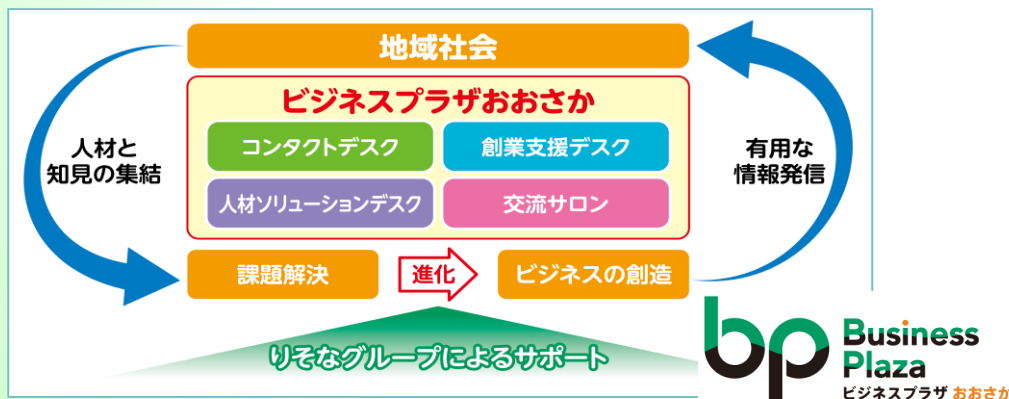 地域社会
ビジネスプラザおおさか
コンタクトデスク
創業支援デスク
人材ソリューションデスク
交流サロン
人材と
知見の集結
有用な
情報発信
課題解決
進化
ビジネスの創造
りそなグループによるサポート
bp
Business
Plaza
ビジネスプラザ おおさか